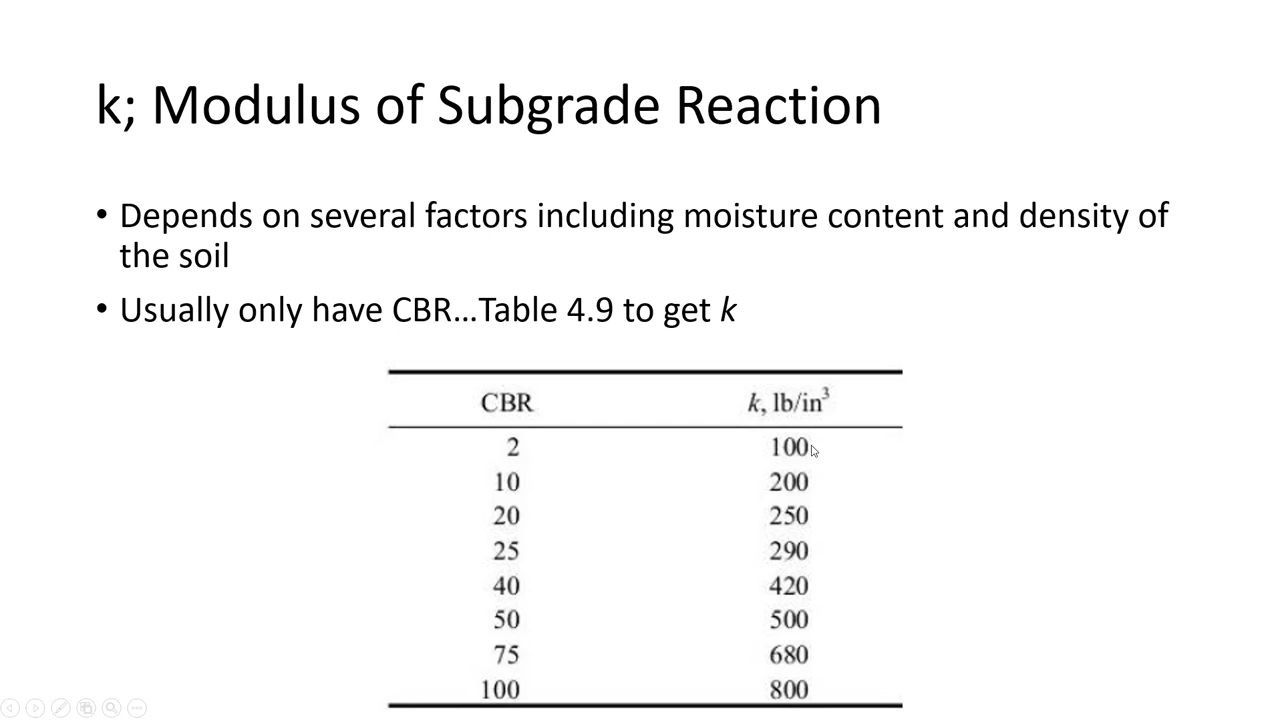 k; Modulus of Subgrade Reaction
• Depends on several factors including moisture content and density of
the soil
• Usually only have CBR...Table 4.9 to get k
CBR k, lb/in³
2 100
10 200
20 250
25 290
40 420
50 500
75 680
100 800